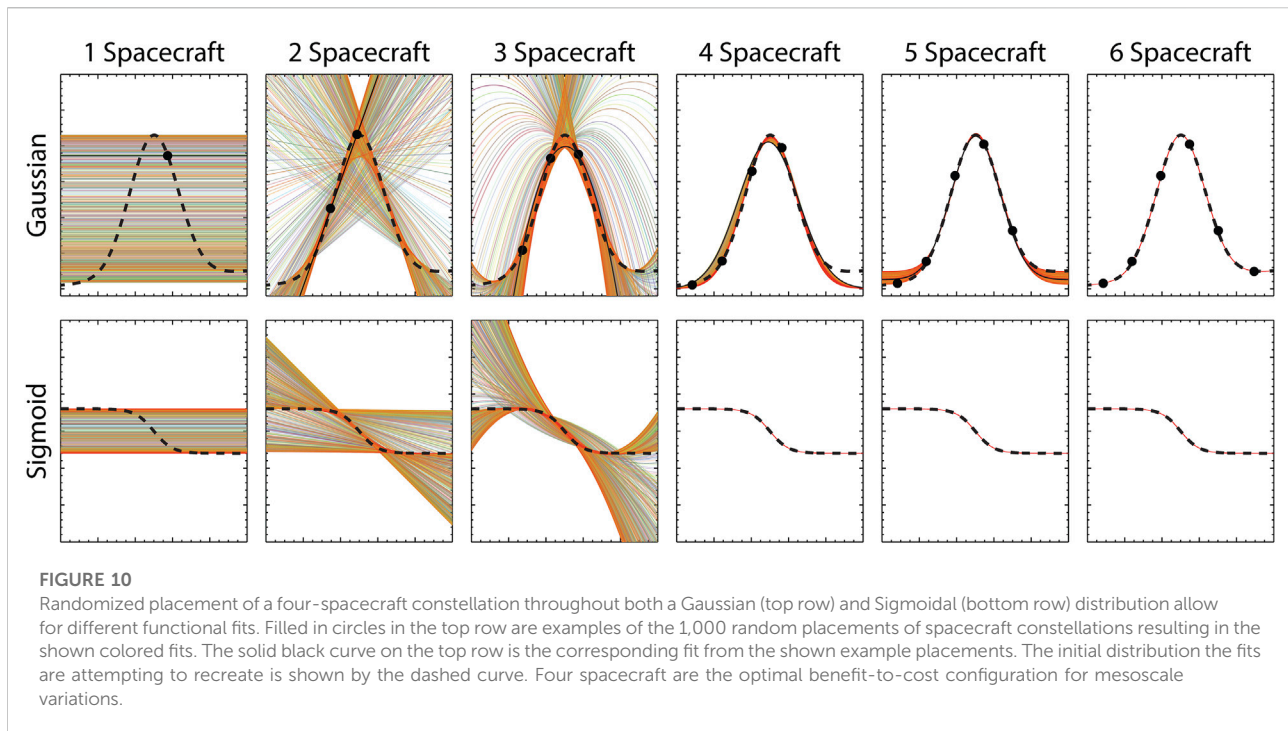 1 Spacecraft 2 Spacecraft 3 Spacecraft 4 Spacecraft 5 Spacecraft 6 Spacecraft
Gaussian
Sigmoid
FIGURE 10
Randomized placement of a four-spacecraft constellation throughout both a Gaussian (top row) and Sigmoidal (bottom row) distribution allow
for different functional fits. Filled in circles in the top row are examples of the 1,000 random placements of spacecraft constellations resulting in the
shown colored fits. The solid black curve on the top row is the corresponding fit from the shown example placements. The initial distribution the fits
are attempting to recreate is shown by the dashed curve. Four spacecraft are the optimal benefit-to-cost configuration for mesoscale
variations.